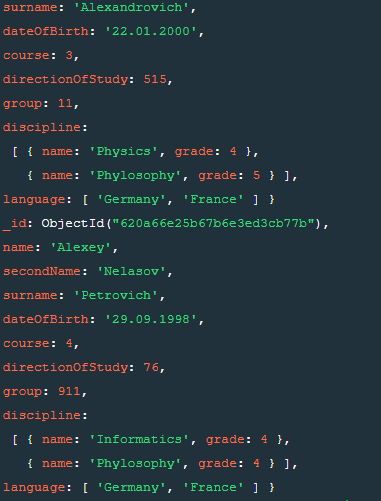 surname: 'Alexandrovich',
dateOfBirth: '22.01.2000',
course: 3,
directionOfStudy: 515,
group: 11,
discipline:
[ { name: 'Physics', grade: 4 },
{ name: 'Phylosophy', grade: 5 } ],
language: [ 'Germany', 'France' ] }
_id: ObjectId("620a66e25b67b6e3ed3cb77b"),
name: 'Alexey',
secondName: 'Nelasov',
surname: 'Petrovich',
dateOfBirth: '29.09.1998',
course: 4,
directionOfStudy: 76,
group: 911,
discipline:
[ { name: 'Informatics', grade: 4 },
{ name: 'Phylosophy', grade: 4 } ],
language: [ 'Germany', 'France' ] }